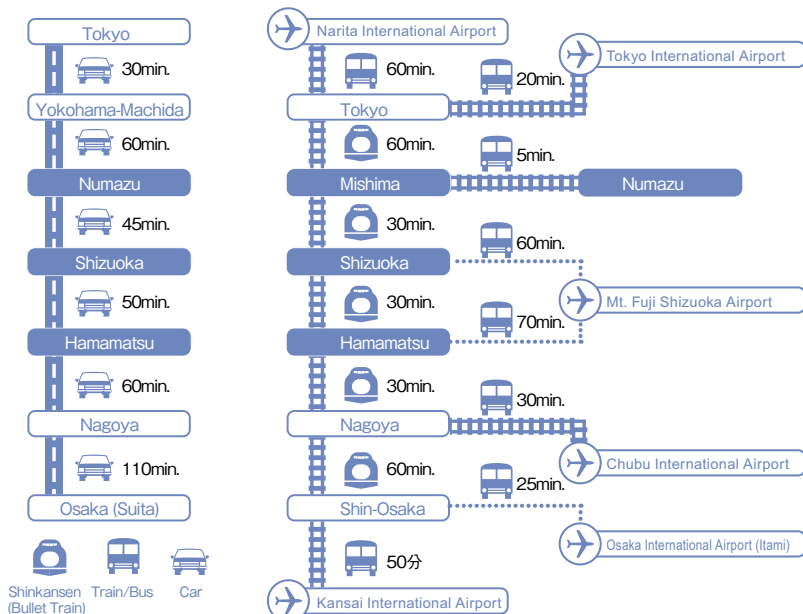 Tokyo
30min.
Yokohama-Machida
60min.
Numazu
45min.
Shizuoka
50min.
Hamamatsu
60min.
Nagoya
110min.
Osaka (Suita)
Shinkansen
(Bullet Train)
Train/Bus
Car
Narita International Airport
60min.
Tokyo
20min.
Tokyo International Airport
60min.
5min.
Mishima
Numazu
30min.
60min.
Shizuoka
Mt. Fuji Shizuoka Airport
30min.
70min.
Hamamatsu
30min.
30min.
Nagoya
Chubu International Airport
60min.
25min.
Shin-Osaka
Osaka International Airport (Itami)
50分
Kansai International Airport